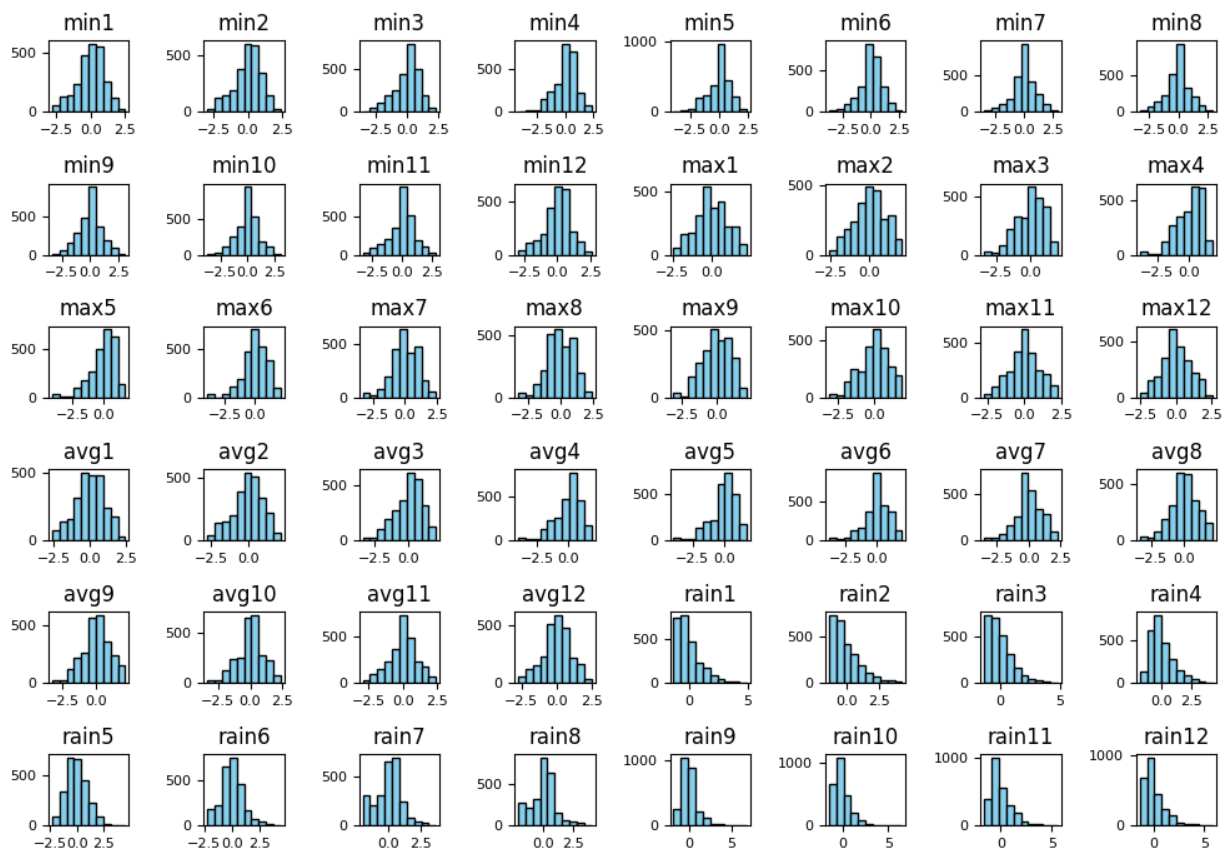 min1 min2 min3 min4 min5 min6 min7 min8
500 0 −2.5 0.0 2.5
500 0 −2.5 0.0 2.5
500 0 −2.5 0.0 2.5
500 0 −2.5 0.0 2.5
1000 500 0 −2.5 0.0 2.5
500 0 −2.5 0.0 2.5
500 0 −2.5 0.0 2.5
500 0 −2.5 0.0 2.5
min9 min10 min11 min12 max1 max2 max3 max4
500 0 −2.5 0.0 2.5
500 0 −2.5 0.0 2.5
500 0 −2.5 0.0 2.5
500 0 −2.5 0.0 2.5
500 0 −2.5 0.0
500 0 −2.5 0.0
500 0 −2.5 0.0
500 0 −2.5 0.0
max5 max6 max7 max8 max9 max10 max11 max12
500 0 −2.5 0.0
500 0 −2.5 0.0
500 0 −2.5 0.0 2.5
500 0 −2.5 0.0 2.5
500 0 −2.5 0.0
500 0 −2.5 0.0
500 0 −2.5 0.0 2.5
500 0 −2.5 0.0 2.5
avg1 avg2 avg3 avg4 avg5 avg6 avg7 avg8
500 0 −2.5 0.0 2.5
500 0 −2.5 0.0
500 0 −2.5 0.0
500 0 −2.5 0.0
500 0 −2.5 0.0
500 0 −2.5 0.0
500 0 −2.5 0.0 2.5
500 0 −2.5 0.0
avg9 avg10 avg11 avg12 rain1 rain2 rain3 rain4
500 0 −2.5 0.0
500 0 −2.5 0.0 2.5
500 0 −2.5 0.0 2.5
500 0 −2.5 0.0 2.5
500 0 0 5
500 0 0.0 2.5
500 0 0 5
500 0 0.0 2.5
rain5 rain6 rain7 rain8 rain9 rain10 rain11 rain12
500 0 −2.5 0.0 2.5
500 0 −2.5 0.0 2.5
500 0 0.0 2.5
500 0 0.0 2.5
1000 0 0 5
1000 0 0 5
1000 0 0 5
1000 500 0 0 5